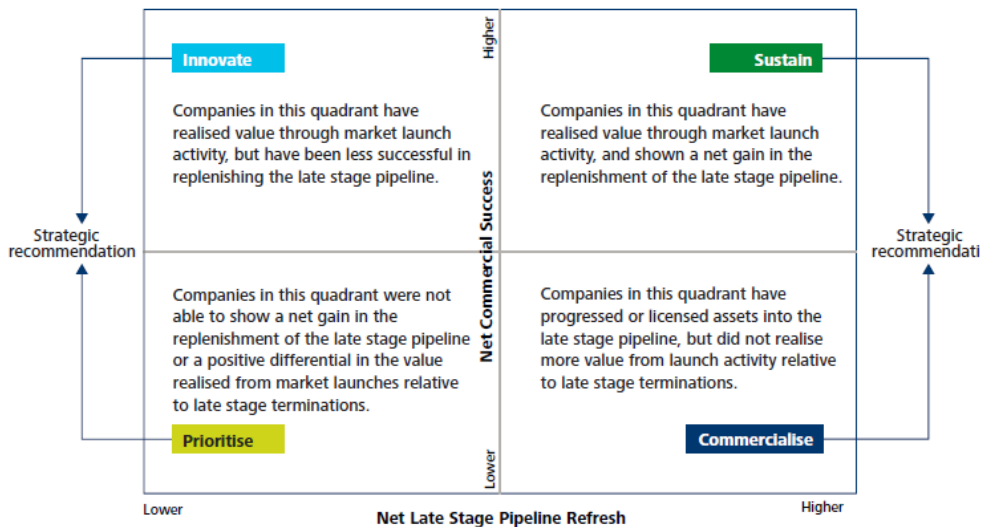 Innovate
Companies in this quadrant have
realised value through market launch
activity, but have been less successful in
replenishing the late stage pipeline.
Higher
Sustain
Companies in this quadrant have
realised value through market launch
activity, and shown a net gain in the
replenishment of the late stage pipeline.
Strategic
recommendation
Net Commercial Success
Strategic
recommendati
Companies in this quadrant were not
able to show a net gain in the
replenishment of the late stage pipeline
or a positive differential in the value
realised from market launches relative
to late stage terminations.
Prioritise
Companies in this quadrant have
progressed or licensed assets into the
late stage pipeline, but did not realise
more value from launch activity relative
to late stage terminations.
Commercialise
Lower
Lower
Net Late Stage Pipeline Refresh
Higher